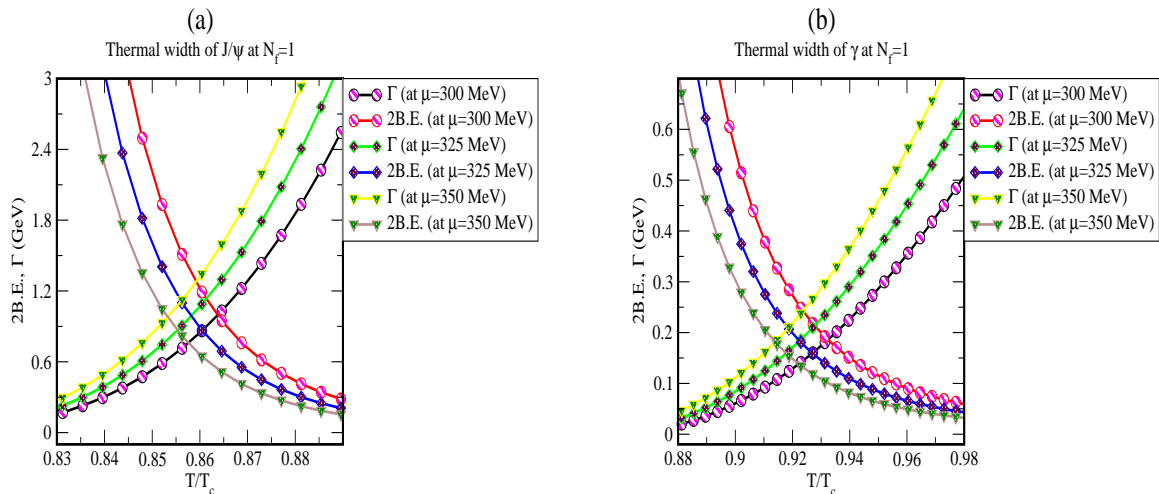 (a)
Thermal width of J/ψ at N_f=1
2B.E., Γ (GeV)
3
2.4
1.8
1.2
0.6
0
0.83 0.84 0.85 0.86 0.87 0.88
T/T_c
Γ (at μ=300 MeV)
2B.E. (at μ=300 MeV)
Γ (at μ=325 MeV)
2B.E. (at μ=325 MeV)
Γ (at μ=350 MeV)
2B.E. (at μ=350 MeV)
(b)
Thermal width of γ at N_f=1
2B.E., Γ (GeV)
0.6
0.5
0.4
0.3
0.2
0.1
0
0.88 0.9 0.92 0.94 0.96 0.98
T/T_c
Γ (at μ=300 MeV)
2B.E. (at μ=300 MeV)
Γ (at μ=325 MeV)
2B.E. (at μ=325 MeV)
Γ (at μ=350 MeV)
2B.E. (at μ=350 MeV)